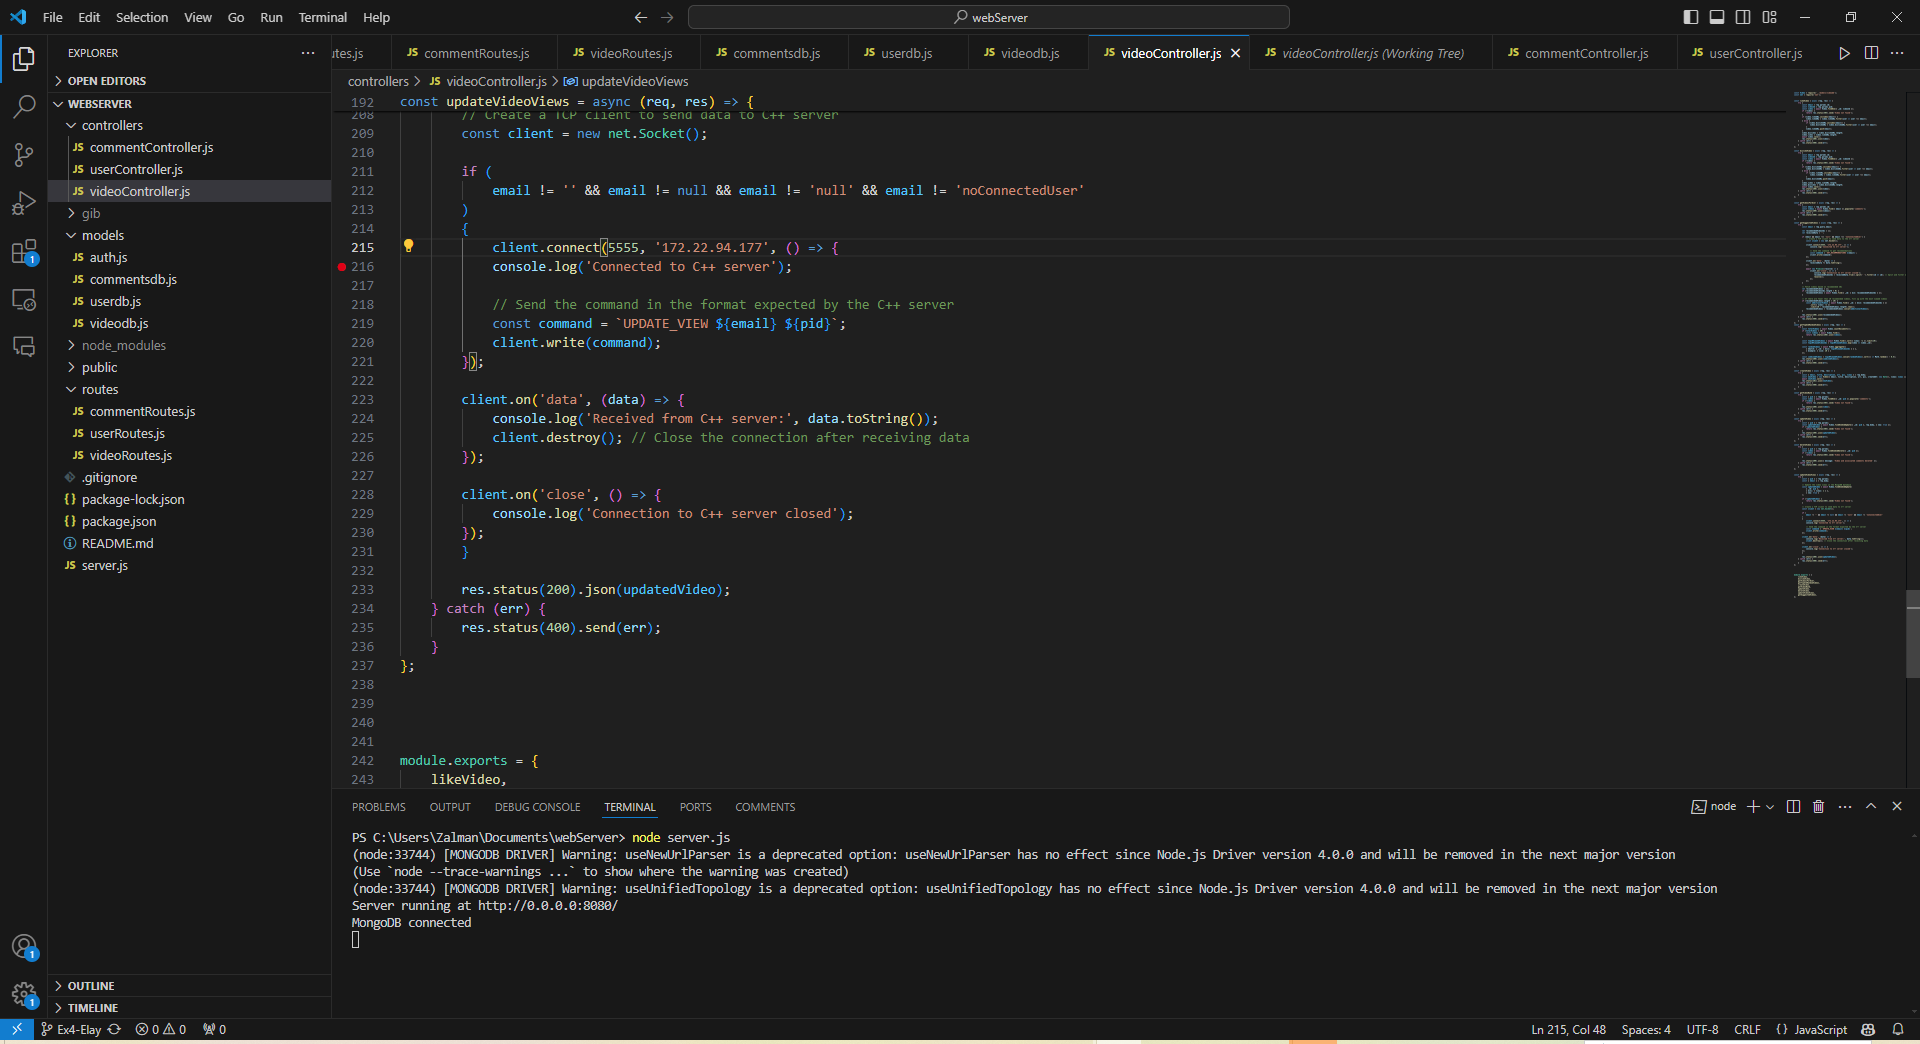 File Edit Selection View Go Run Terminal Help
webServer
EXPLORER
OPEN EDITORS
WEBSERVER
controllers
JS commentController.js
JS userController.js
JS videoController.js
gib
models
JS auth.js
JS commentsdb.js
JS userdb.js
JS videodb.js
node_modules
public
routes
JS commentRoutes.js
JS userRoutes.js
JS videoRoutes.js
.gitignore
{} package-lock.json
{} package.json
README.md
JS server.js
OUTLINE
TIMELINE
1
1
1
utes.js
JS commentRoutes.js
JS videoRoutes.js
JS commentsdb.js
JS userdb.js
JS videodb.js
JS videoController.js
JS videoController.js (Working Tree)
JS commentController.js
JS userController.js
controllers > JS videoController.js > updateVideoViews
192 const updateVideoViews = async (req, res) => {
208 // Create a TCP client to send data to C++ server
209 const client = new net.Socket();
210
211 if (
212 email != '' && email != null && email != 'null' && email != 'noConnectedUser'
213 )
214 {
215 client.connect(5555, '172.22.94.177', () => {
216 console.log('Connected to C++ server');
217
218 // Send the command in the format expected by the C++ server
219 const command = `UPDATE_VIEW ${email} ${pid}`;
220 client.write(command);
221 });
222
223 client.on('data', (data) => {
224 console.log('Received from C++ server:', data.toString());
225 client.destroy(); // Close the connection after receiving data
226 });
227
228 client.on('close', () => {
229 console.log('Connection to C++ server closed');
230 });
231 }
232
233 res.status(200).json(updatedVideo);
234 } catch (err) {
235 res.status(400).send(err);
236 }
237 };
238
239
240
241
242 module.exports = {
243 likeVideo,
PROBLEMS OUTPUT DEBUG CONSOLE TERMINAL PORTS COMMENTS
node
PS C:\Users\Zalman\Documents\webServer> node server.js
(node:33744) [MONGODB DRIVER] Warning: useNewUrlParser is a deprecated option: useNewUrlParser has no effect since Node.js Driver version 4.0.0 and will be removed in the next major version
(Use `node --trace-warnings ...` to show where the warning was created)
(node:33744) [MONGODB DRIVER] Warning: useUnifiedTopology is a deprecated option: useUnifiedTopology has no effect since Node.js Driver version 4.0.0 and will be removed in the next major version
Server running at http://0.0.0.0:8080/
MongoDB connected
Ex4-Elay 0 0 0
Ln 215, Col 48 Spaces: 4 UTF-8 CRLF {} JavaScript